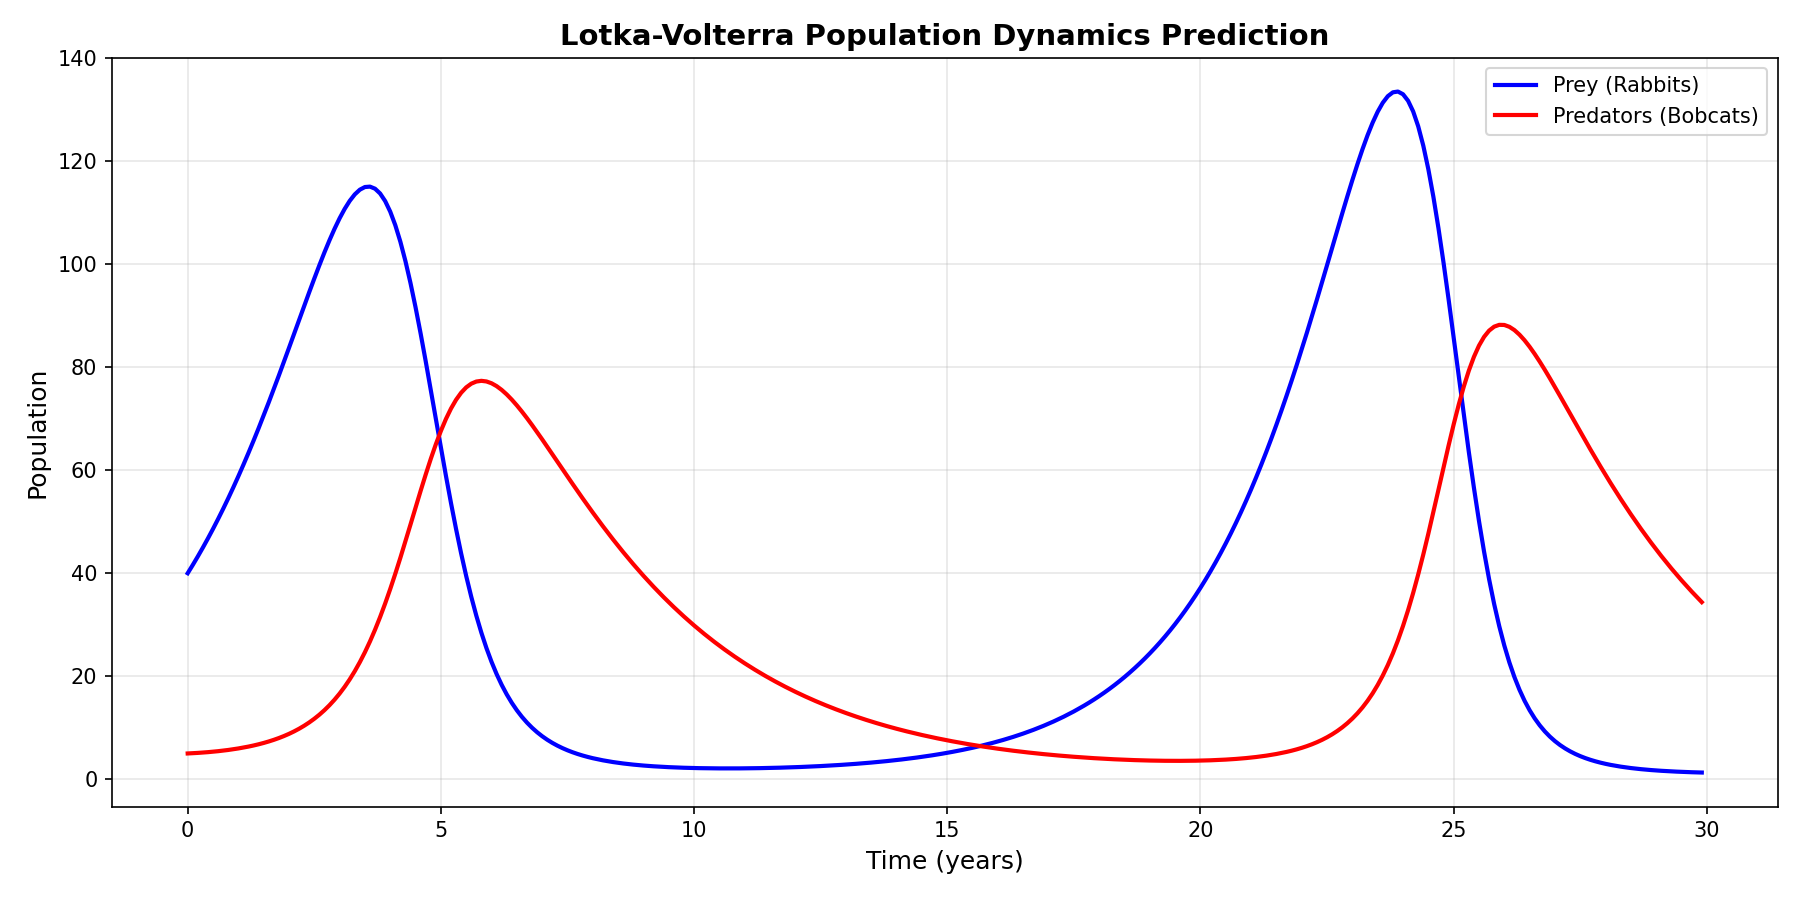 Lotka-Volterra Population Dynamics Prediction
Prey (Rabbits)
Predators (Bobcats)
Population
140
120
100
80
60
40
20
0
0 5 10 15 20 25 30
Time (years)